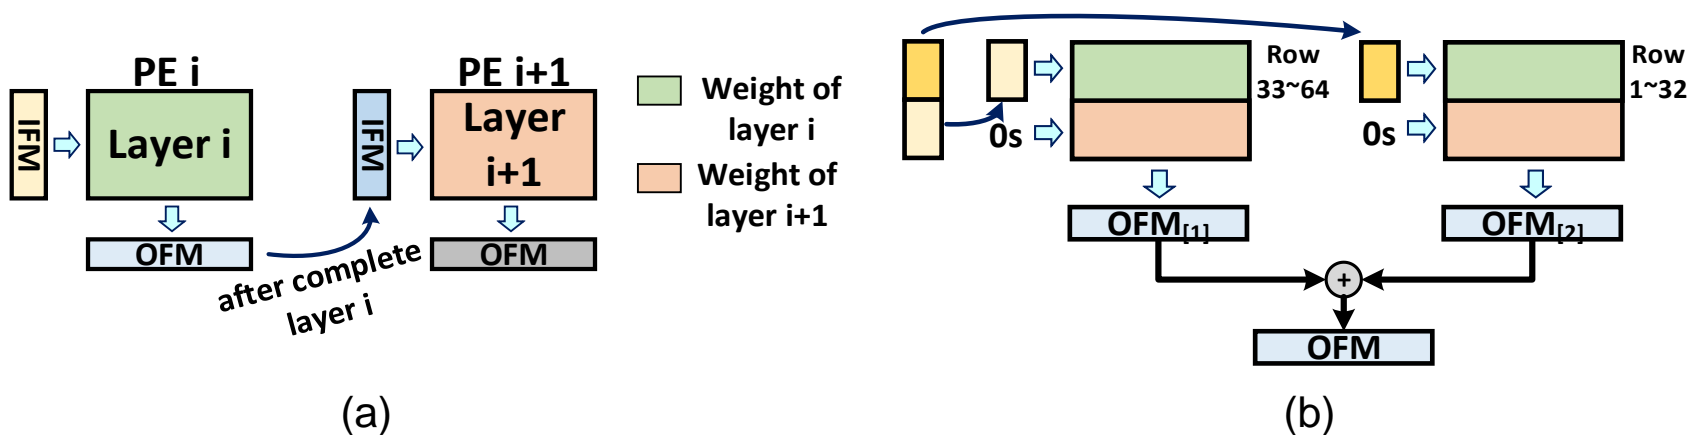 PE i
IFM
Layer i
OFM
after complete
layer i
PE i+1
IFM
Layer
i+1
OFM
Weight of
layer i
Weight of
layer i+1
(a)
0s
Row
33~64
OFM[1]
0s
Row
1~32
OFM[2]
+
OFM
(b)